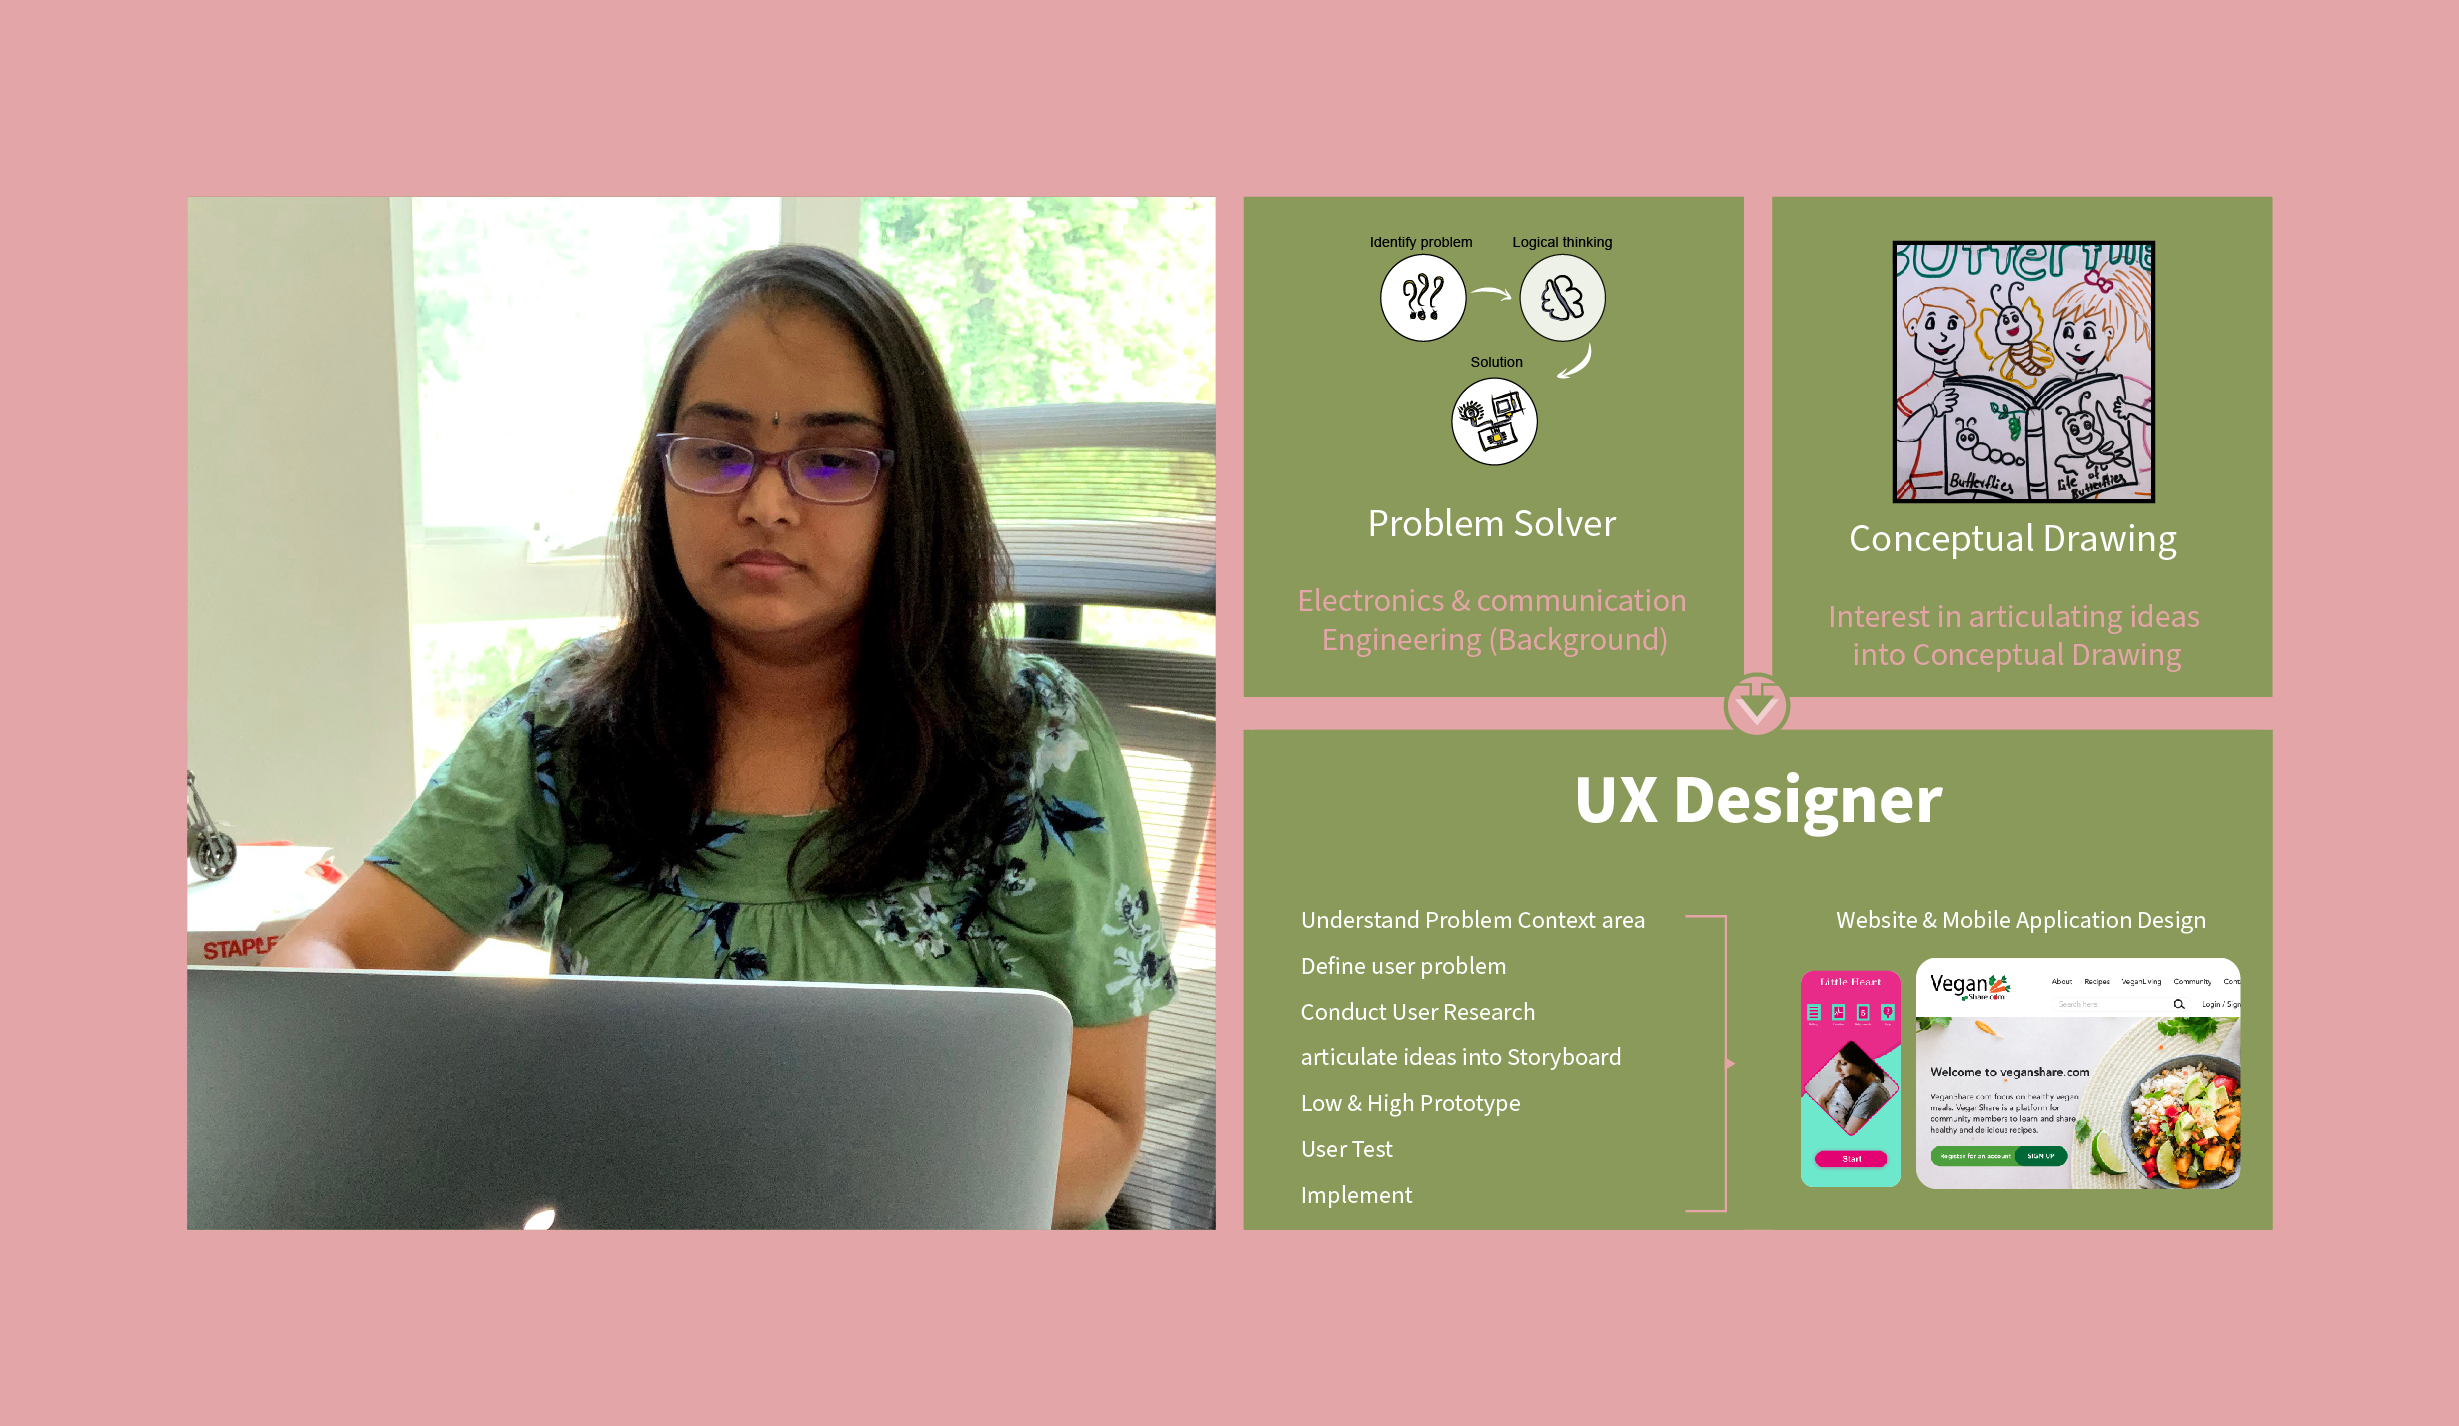 STAPLE
Identify problem
Logical thinking
Solution
Problem Solver
Electronics & communication
Engineering (Background)
Butterflies
Butterflies
Life of
Butterflies
Conceptual Drawing
Interest in articulating ideas
into Conceptual Drawing
UX Designer
Understand Problem Context area
Define user problem
Conduct User Research
articulate ideas into Storyboard
Low & High Prototype
User Test
Implement
Website & Mobile Application Design
Little Heart
Start
Vegan
Share.com
About Recipes VeganLiving Community Cont
Search here
Login / Sign
Welcome to veganshare.com
VeganShare.com focus on healthy vegan
meals. Vegan Share is a platform for
community members to learn and share
healthy and delicious recipes.
Register for an account SIGN UP